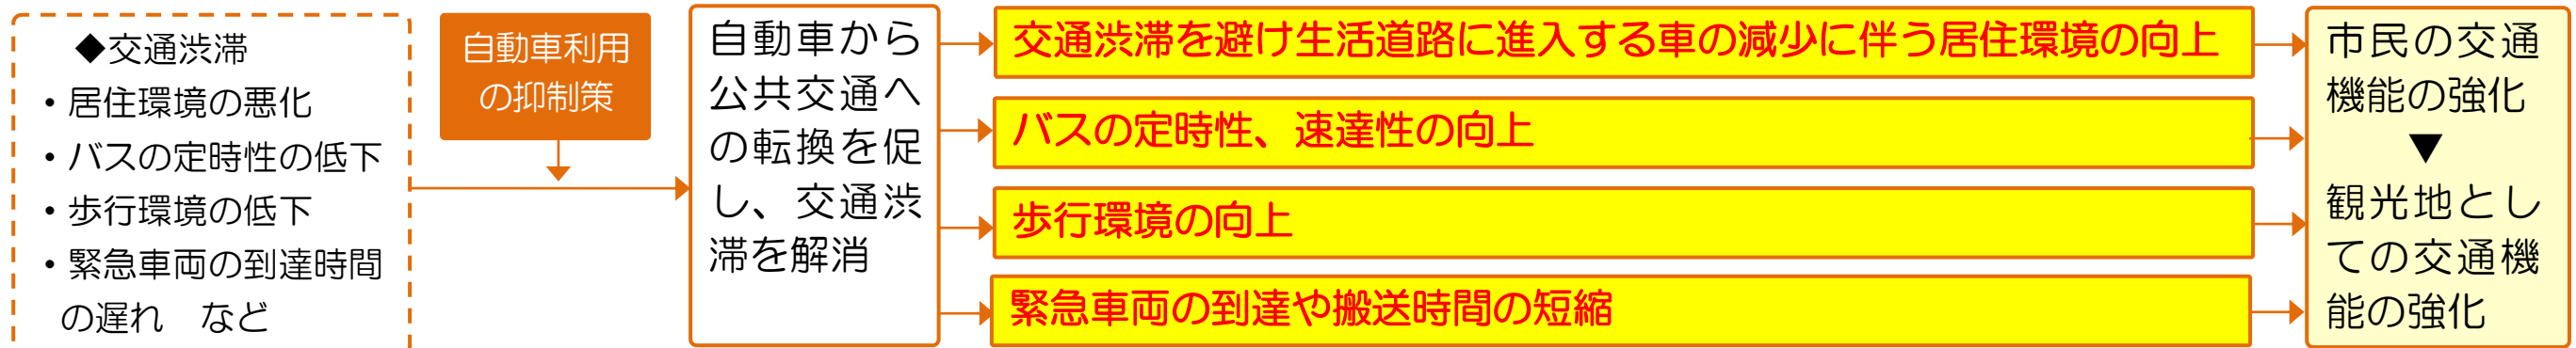 ◆交通渋滞
・居住環境の悪化
・バスの定時性の低下
・歩行環境の低下
・緊急車両の到達時間
の遅れ　など
自動車利用
の抑制策
自動車から
公共交通へ
の転換を促
し、交通渋
滞を解消
交通渋滞を避け生活道路に進入する車の減少に伴う居住環境の向上
バスの定時性、速達性の向上
歩行環境の向上
緊急車両の到達や搬送時間の短縮
市民の交通
機能の強化
▼
観光地とし
ての交通機
能の強化